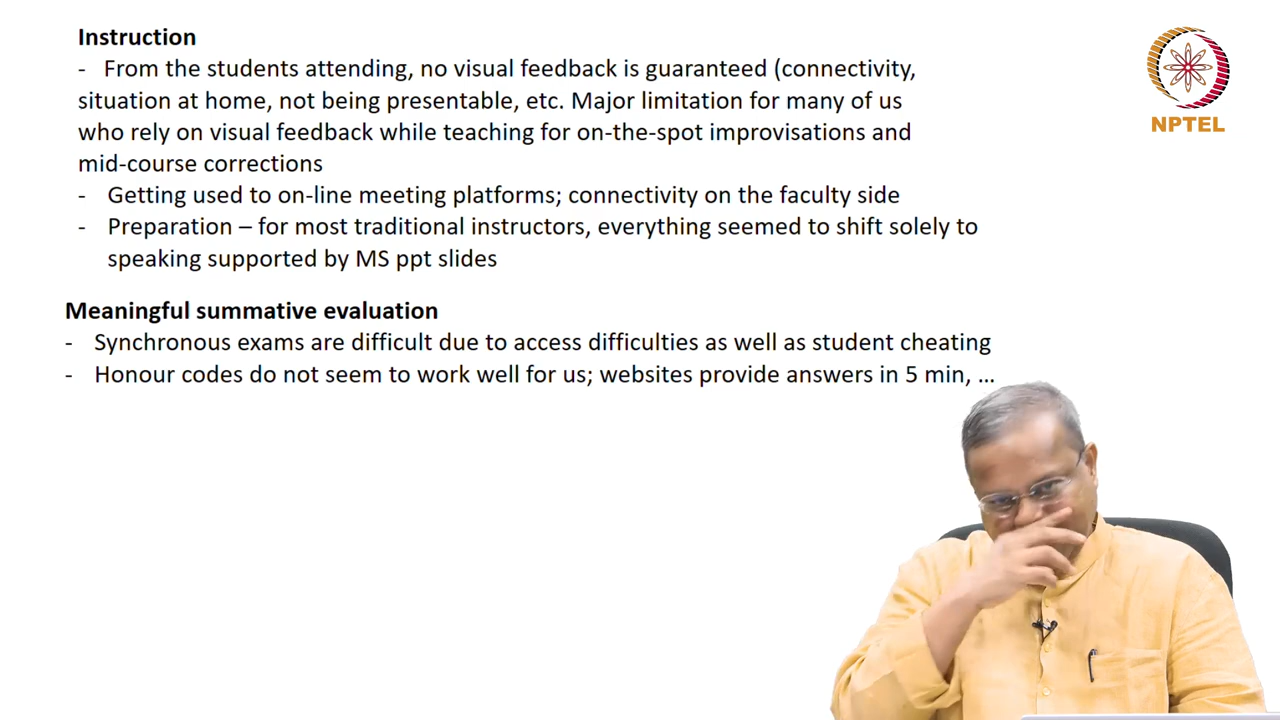 Instruction
- From the students attending, no visual feedback is guaranteed (connectivity,
situation at home, not being presentable, etc. Major limitation for many of us
who rely on visual feedback while teaching for on-the-spot improvisations and
mid-course corrections
- Getting used to on-line meeting platforms; connectivity on the faculty side
- Preparation – for most traditional instructors, everything seemed to shift solely to
speaking supported by MS ppt slides
Meaningful summative evaluation
- Synchronous exams are difficult due to access difficulties as well as student cheating
- Honour codes do not seem to work well for us; websites provide answers in 5 min, …
NPTEL